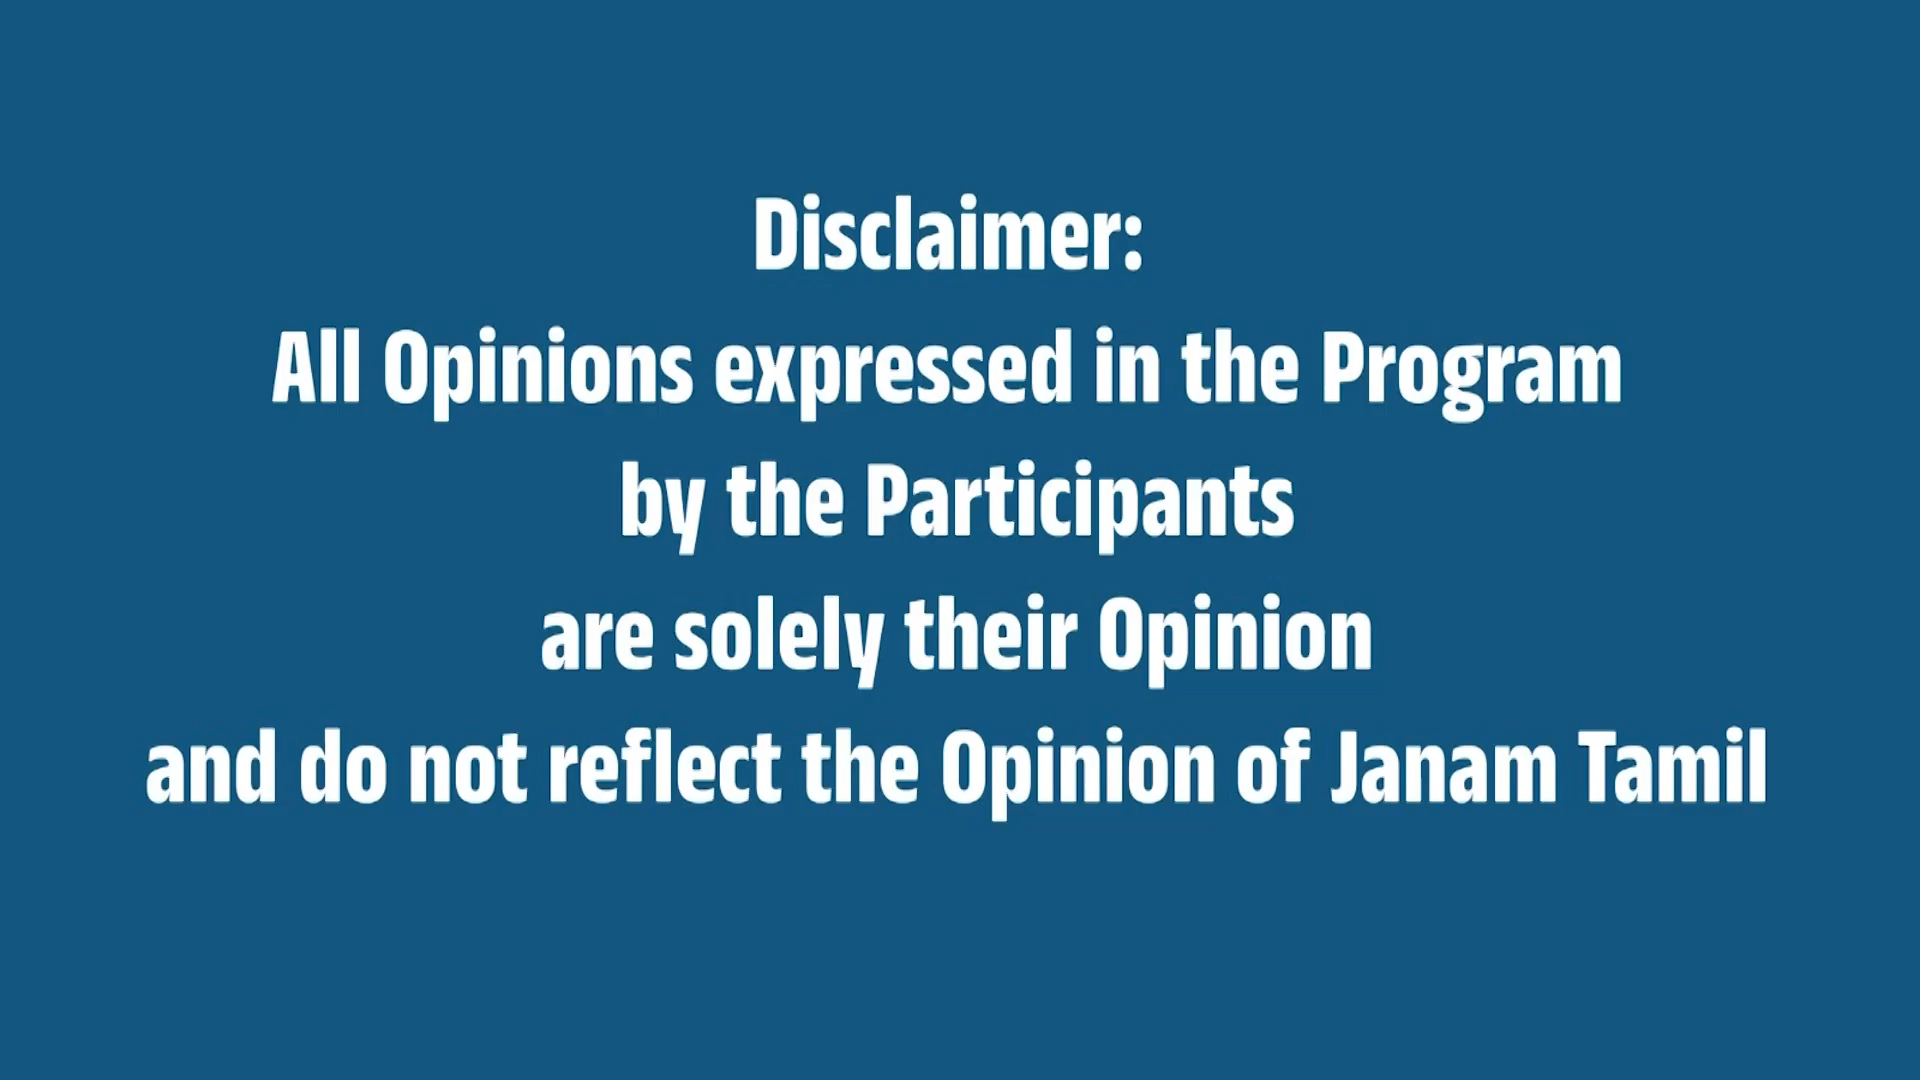 Disclaimer:
All Opinions expressed in the Program
by the Participants
are solely their Opinion
and do not reflect the Opinion of Janam Tamil